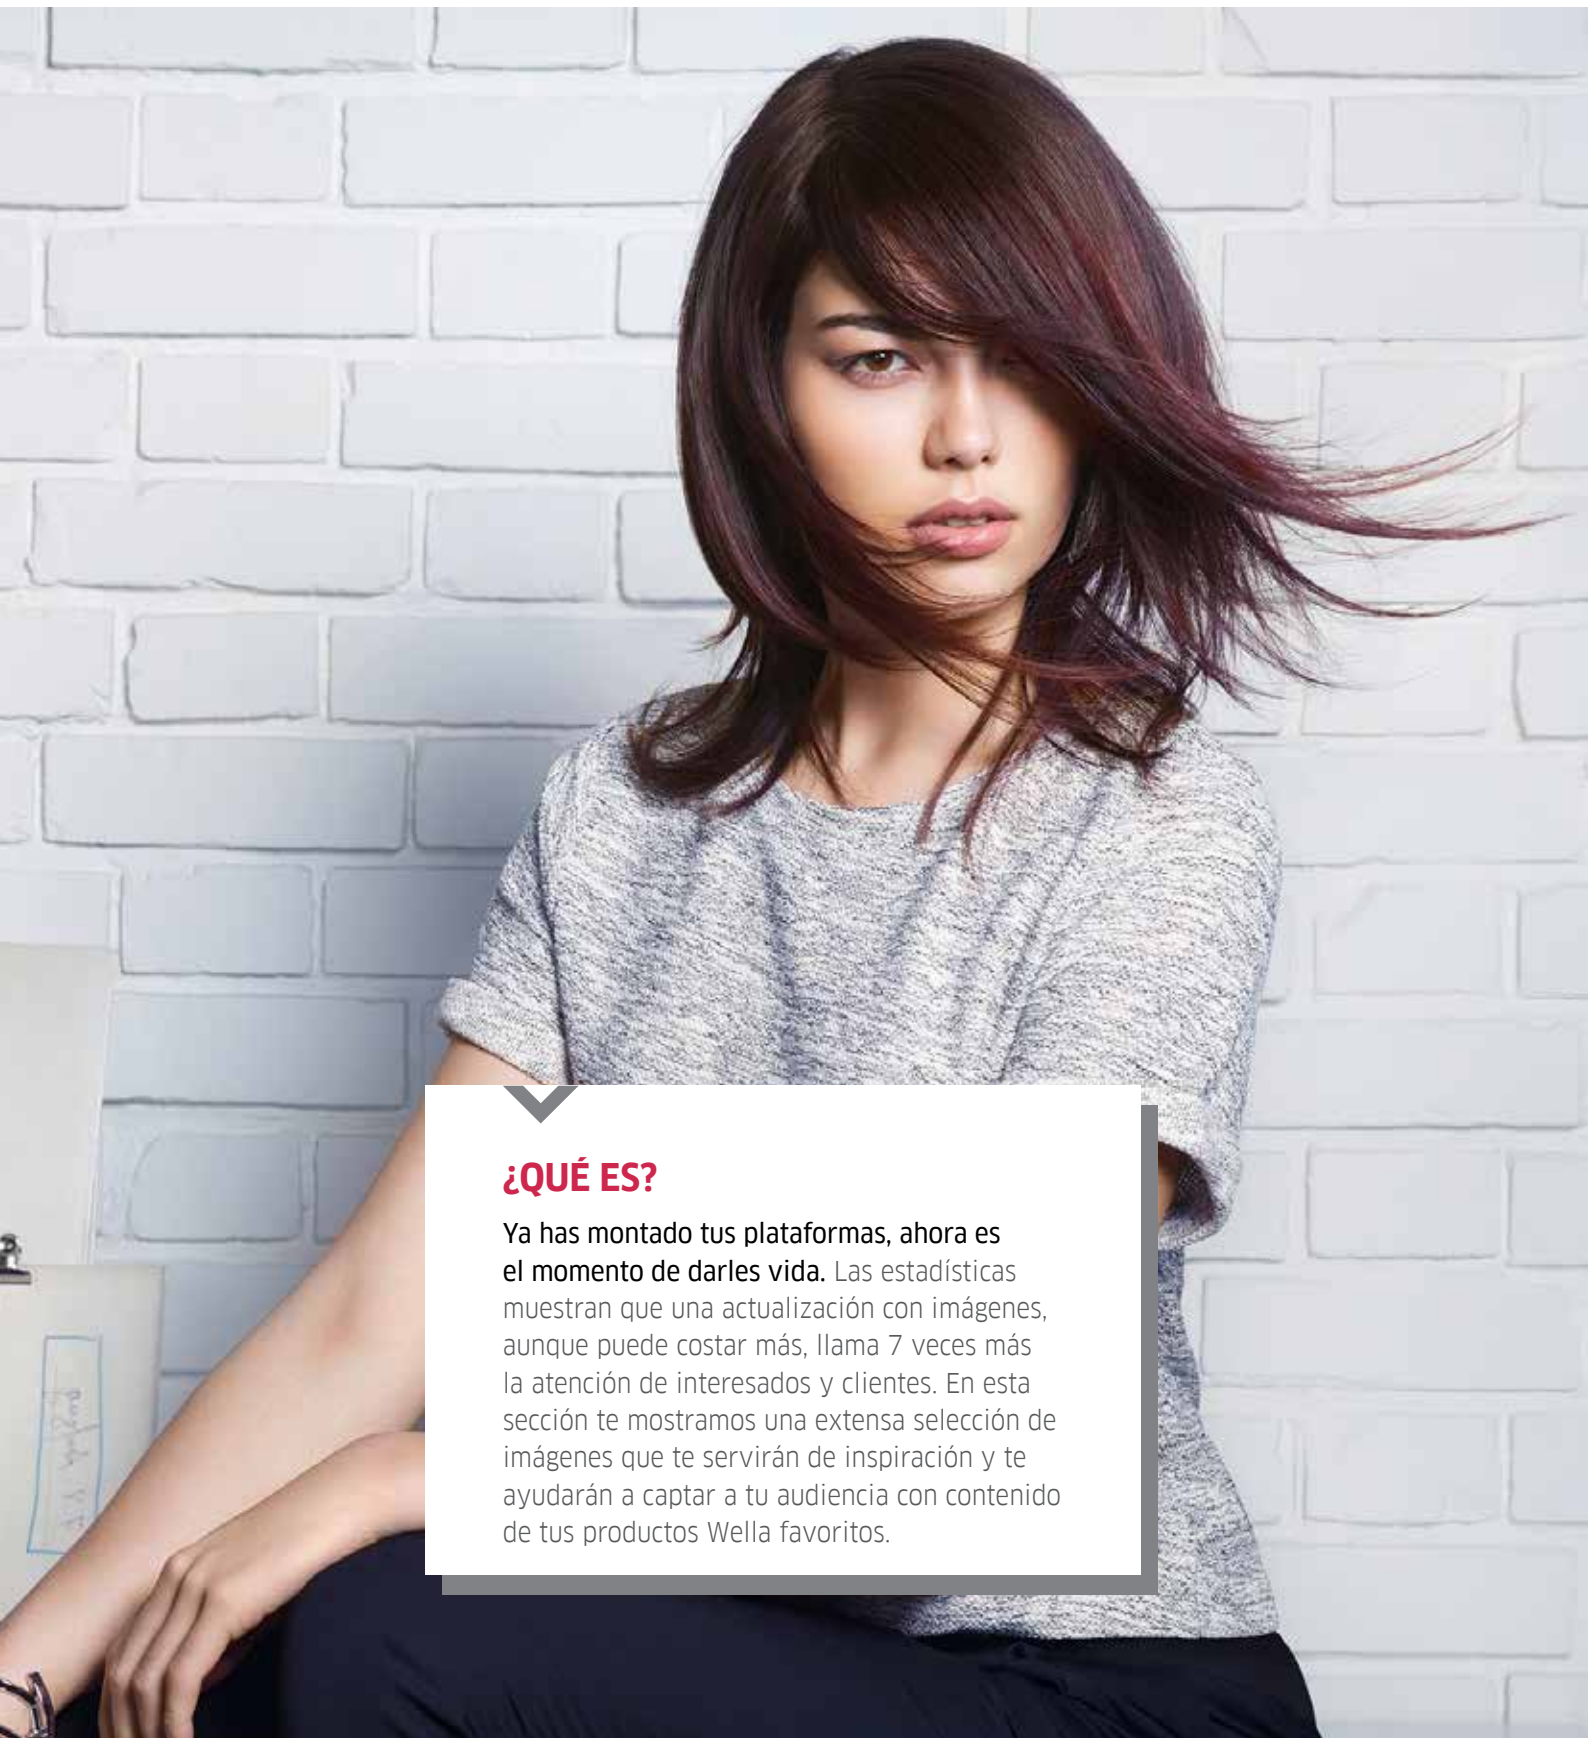 ¿QUÉ ES?
Ya has montado tus plataformas, ahora es
el momento de darles vida. Las estadísticas
muestran que una actualización con imágenes,
aunque puede costar más, llama 7 veces más
la atención de interesados y clientes. En esta
sección te mostramos una extensa selección de
imágenes que te servirán de inspiración y te
ayudarán a captar a tu audiencia con contenido
de tus productos Wella favoritos.